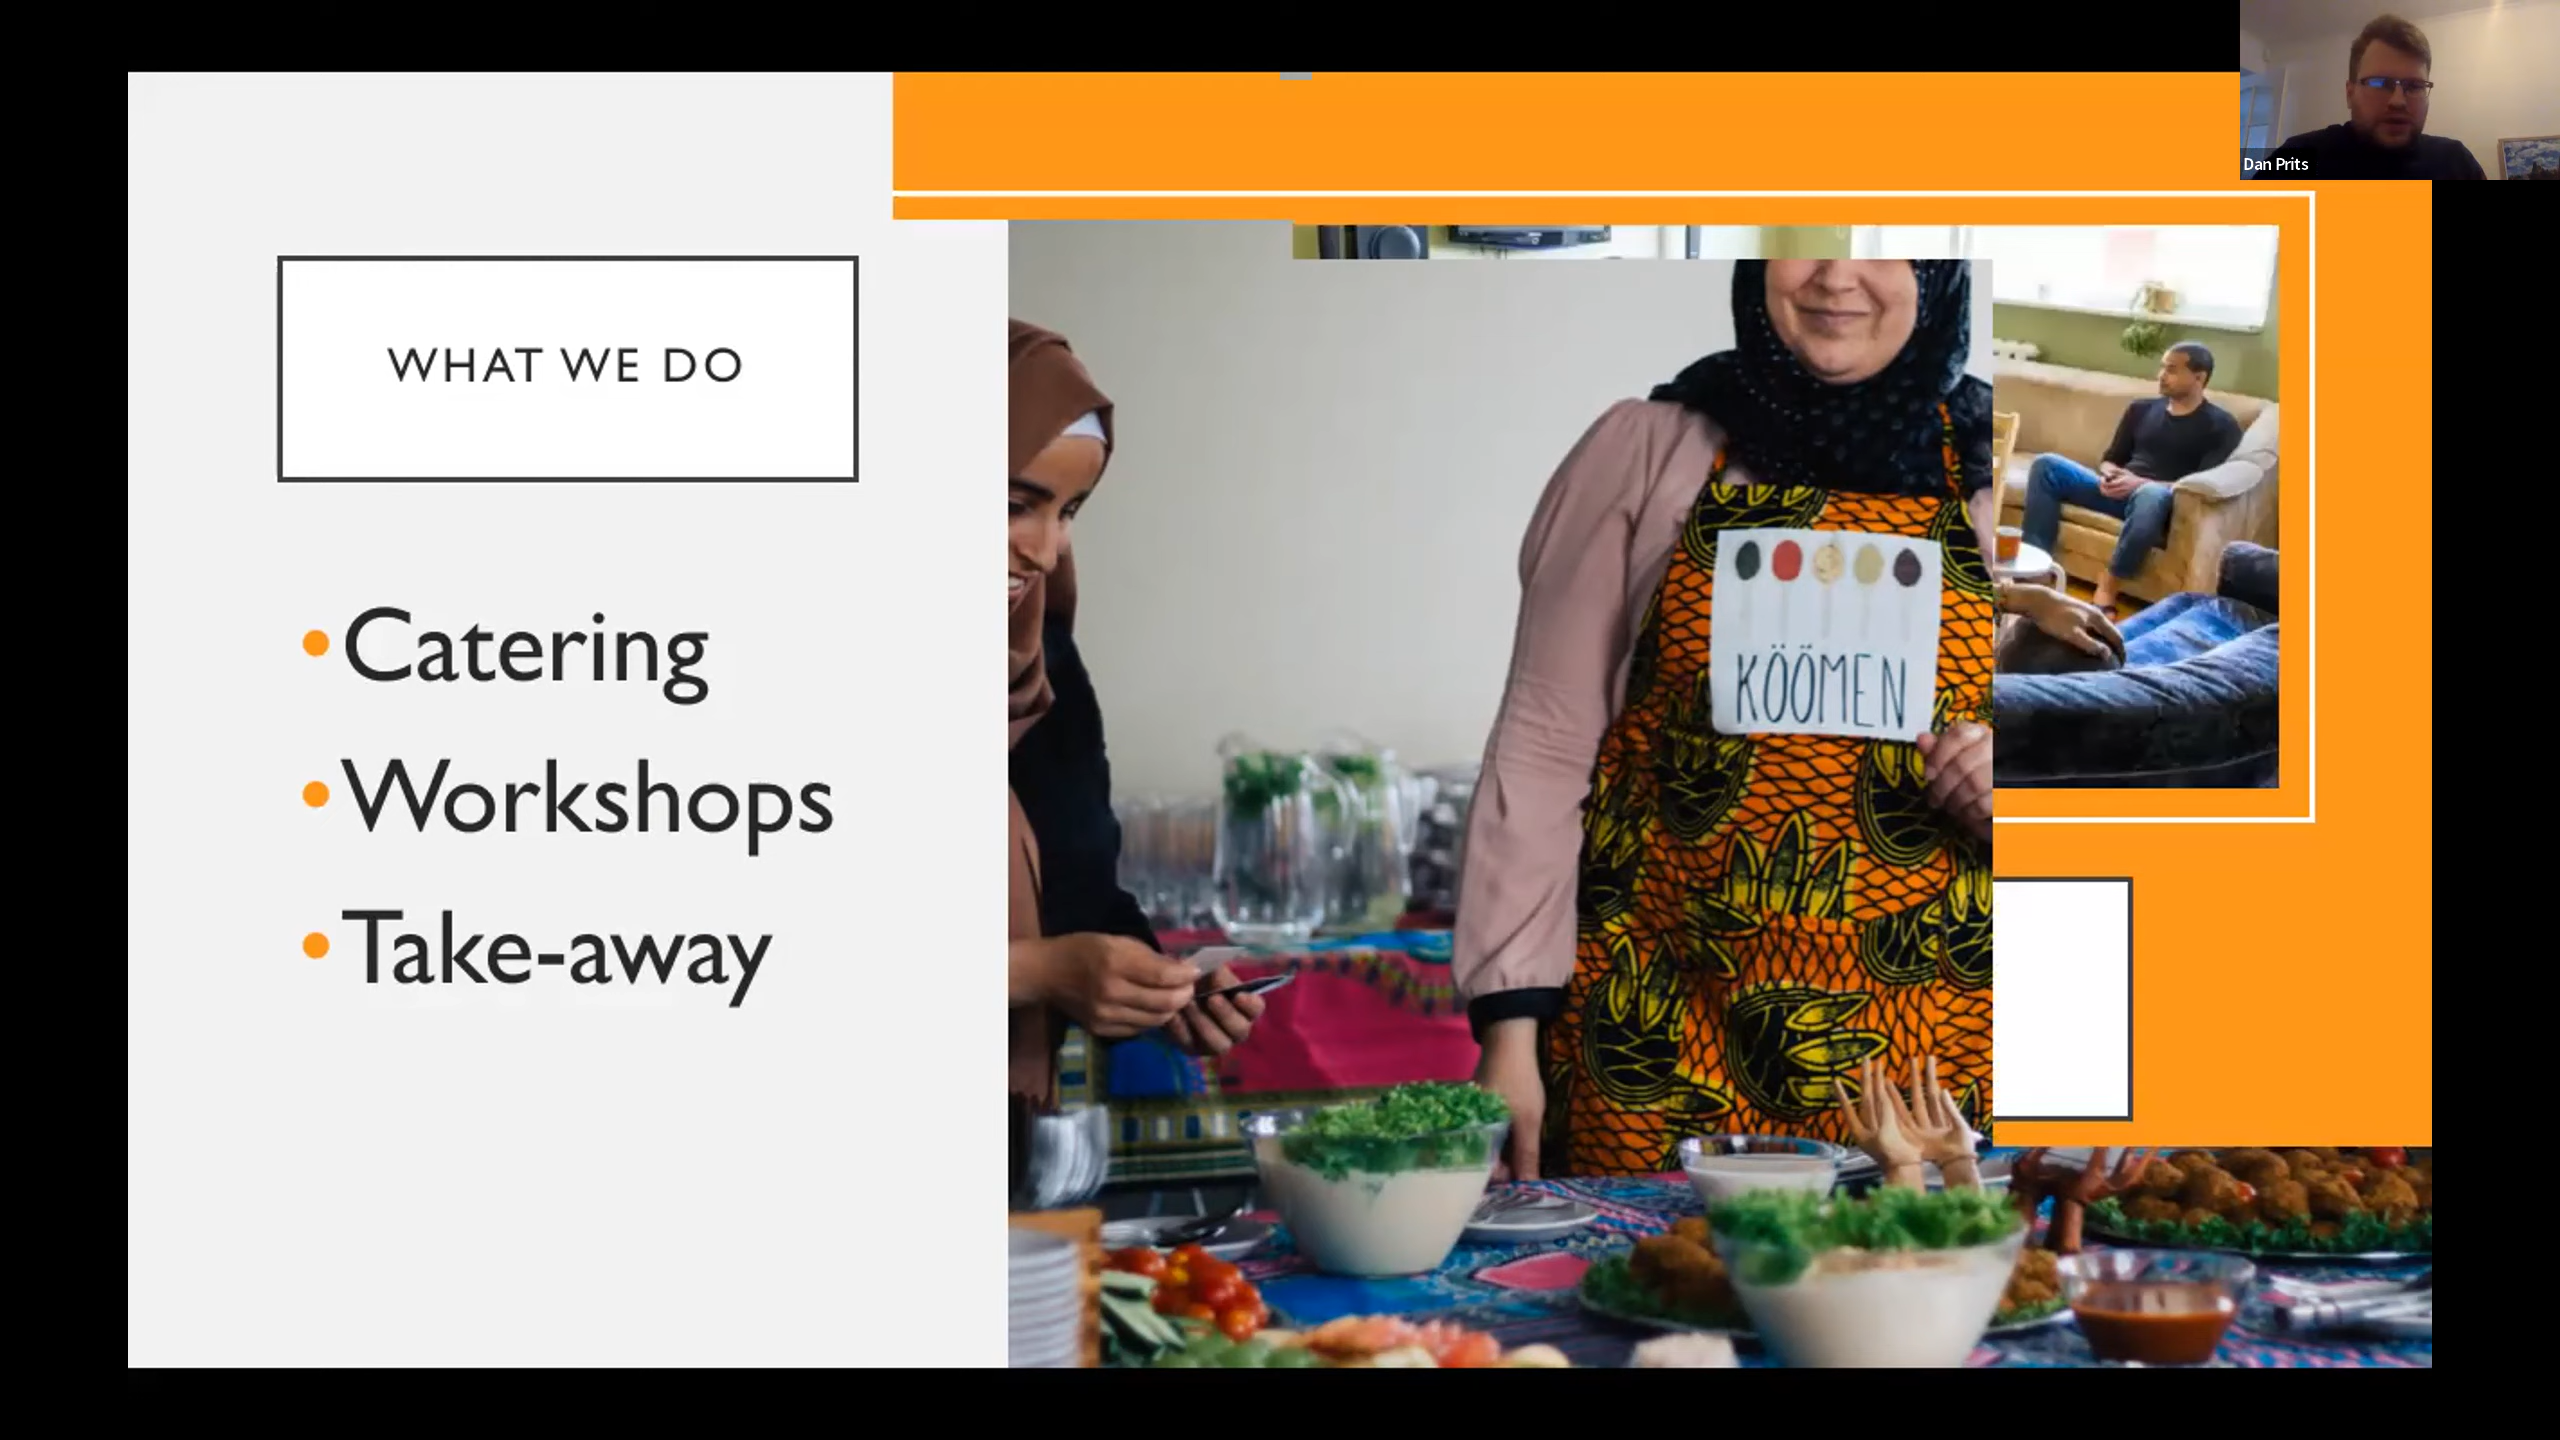 Dan Prits
WHAT WE DO
• Catering
• Workshops
• Take-away
KÖÖMEN